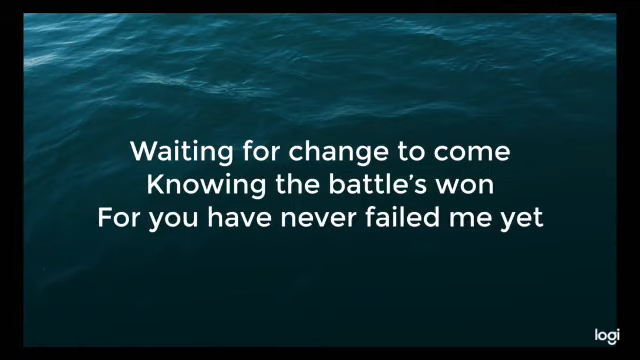 Waiting for change to come
Knowing the battle's won
For you have never failed me yet
logi